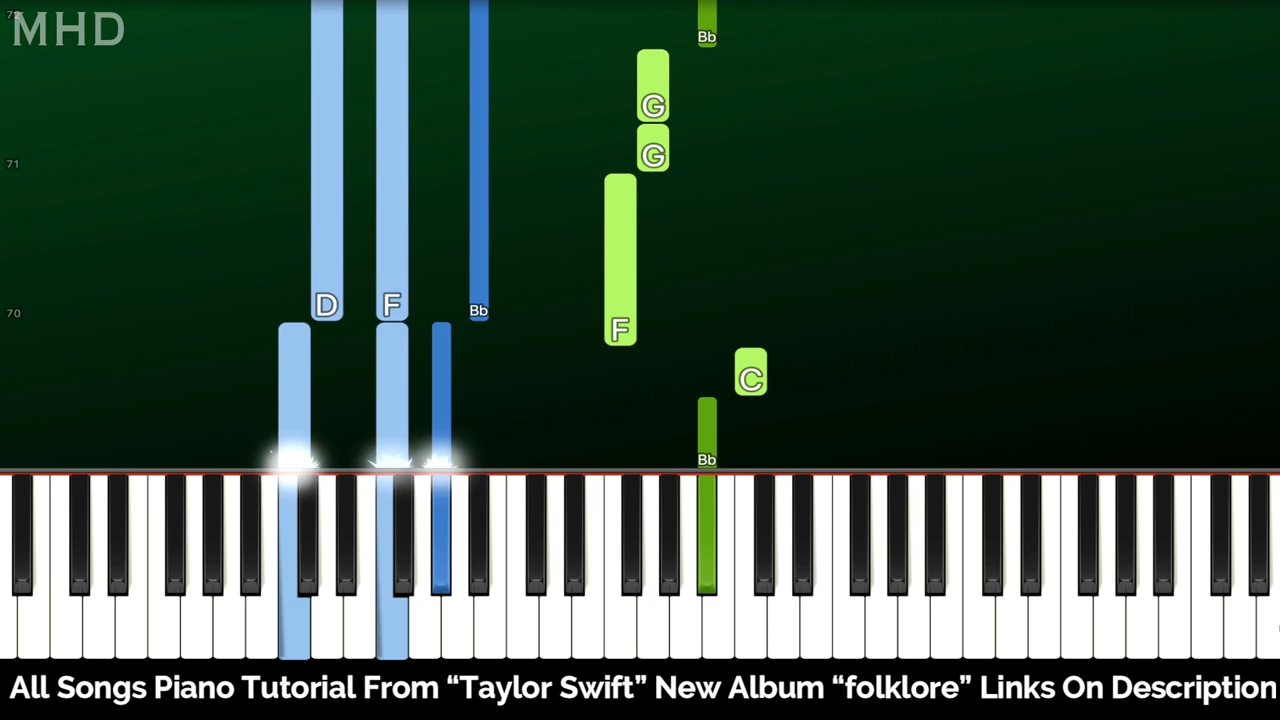 72
MHD
Bb
G
G
71
D F Bb
70
F
C
Bb
All Songs Piano Tutorial From “Taylor Swift” New Album “folklore” Links On Description